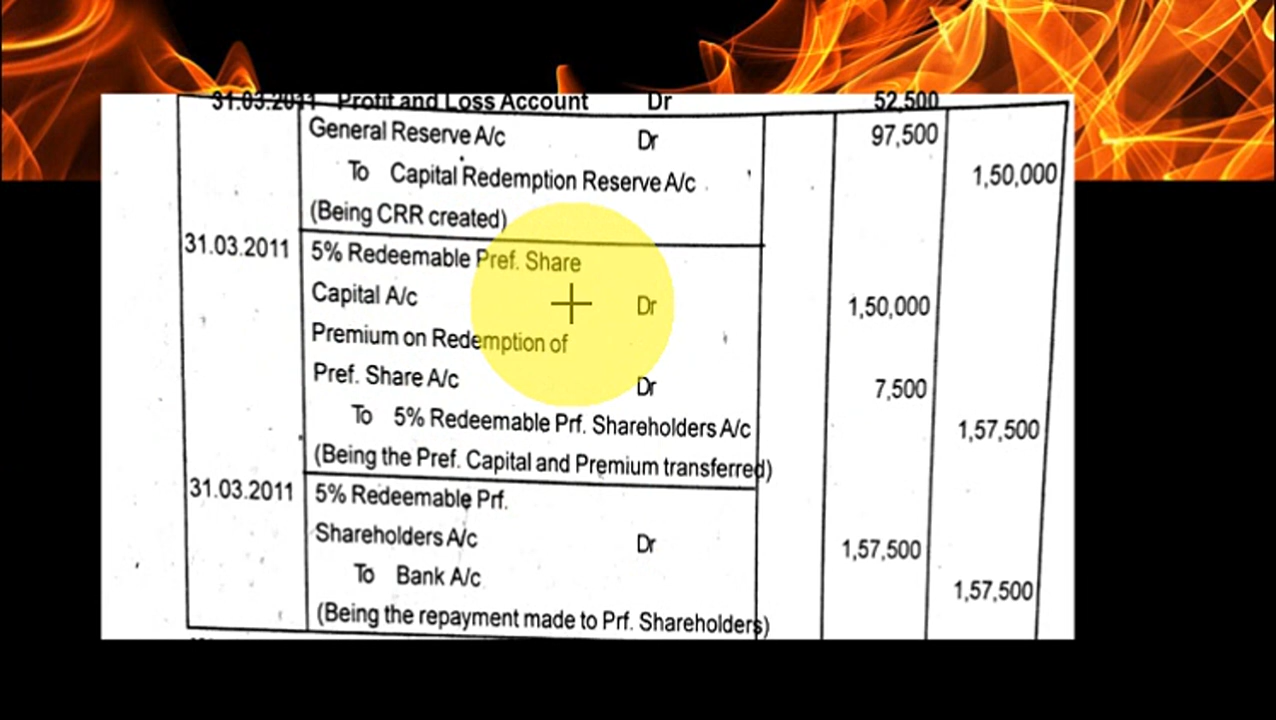 31.03.2011 Profit and Loss Account Dr 52,500
General Reserve A/c Dr 97,500
To Capital Redemption Reserve A/c 1,50,000
(Being CRR created)
31.03.2011 5% Redeemable Pref. Share
Capital A/c Dr 1,50,000
Premium on Redemption of
Pref. Share A/c Dr 7,500
To 5% Redeemable Prf. Shareholders A/c 1,57,500
(Being the Pref. Capital and Premium transferred)
31.03.2011 5% Redeemable Prf.
Shareholders A/c Dr 1,57,500
To Bank A/c 1,57,500
(Being the repayment made to Prf. Shareholders)